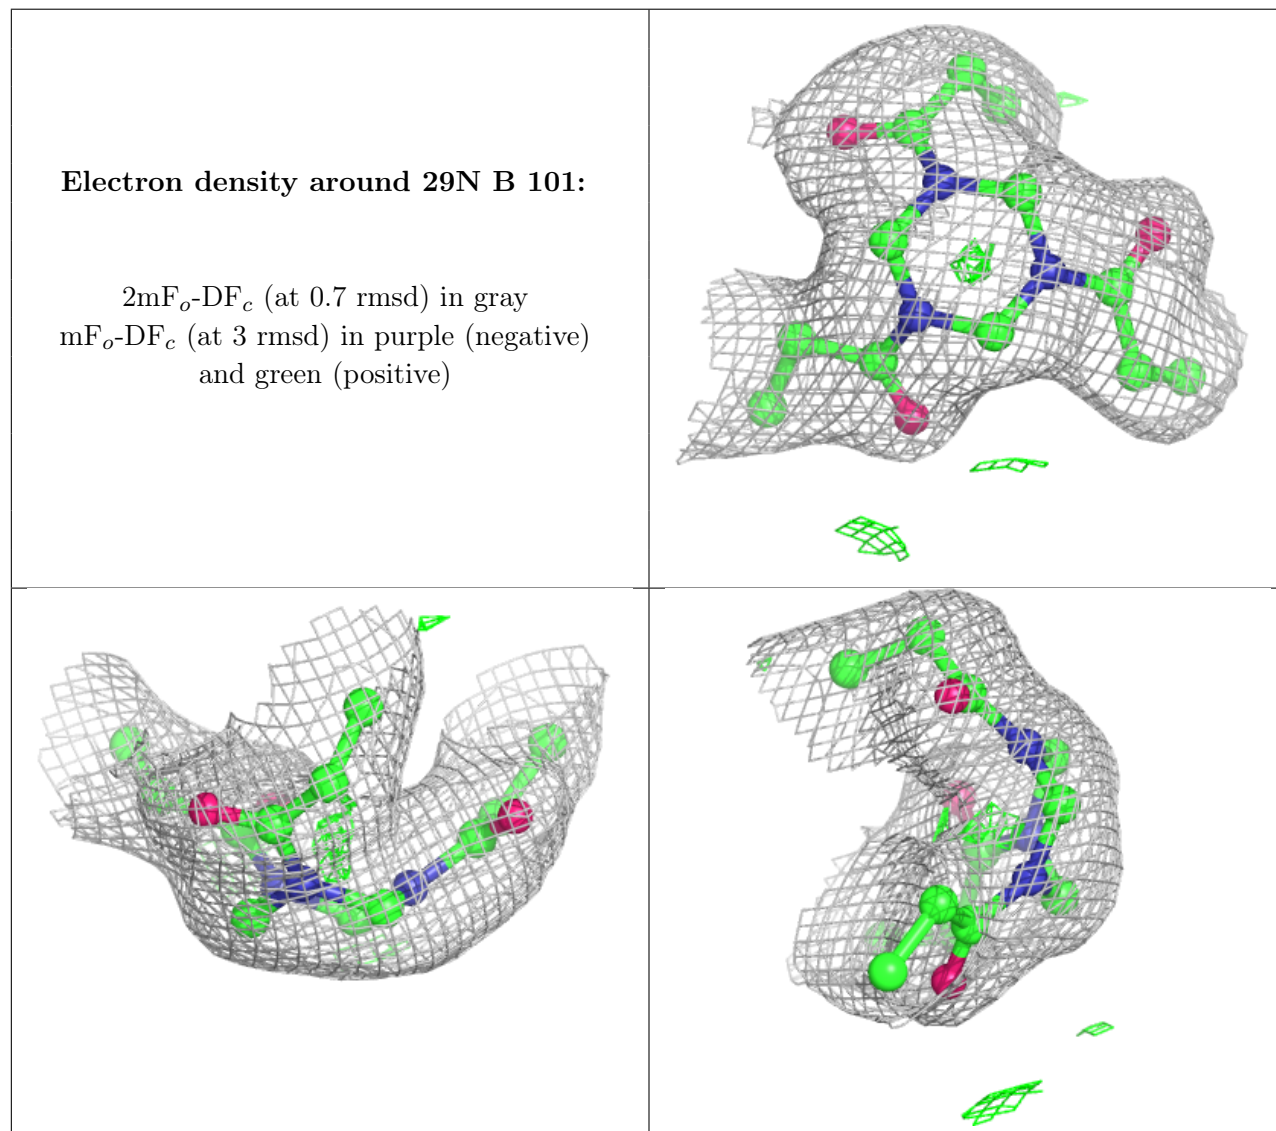 Electron density around 29N B 101:
2mFo-DFc (at 0.7 rmsd) in gray
mFo-DFc (at 3 rmsd) in purple (negative)
and green (positive)